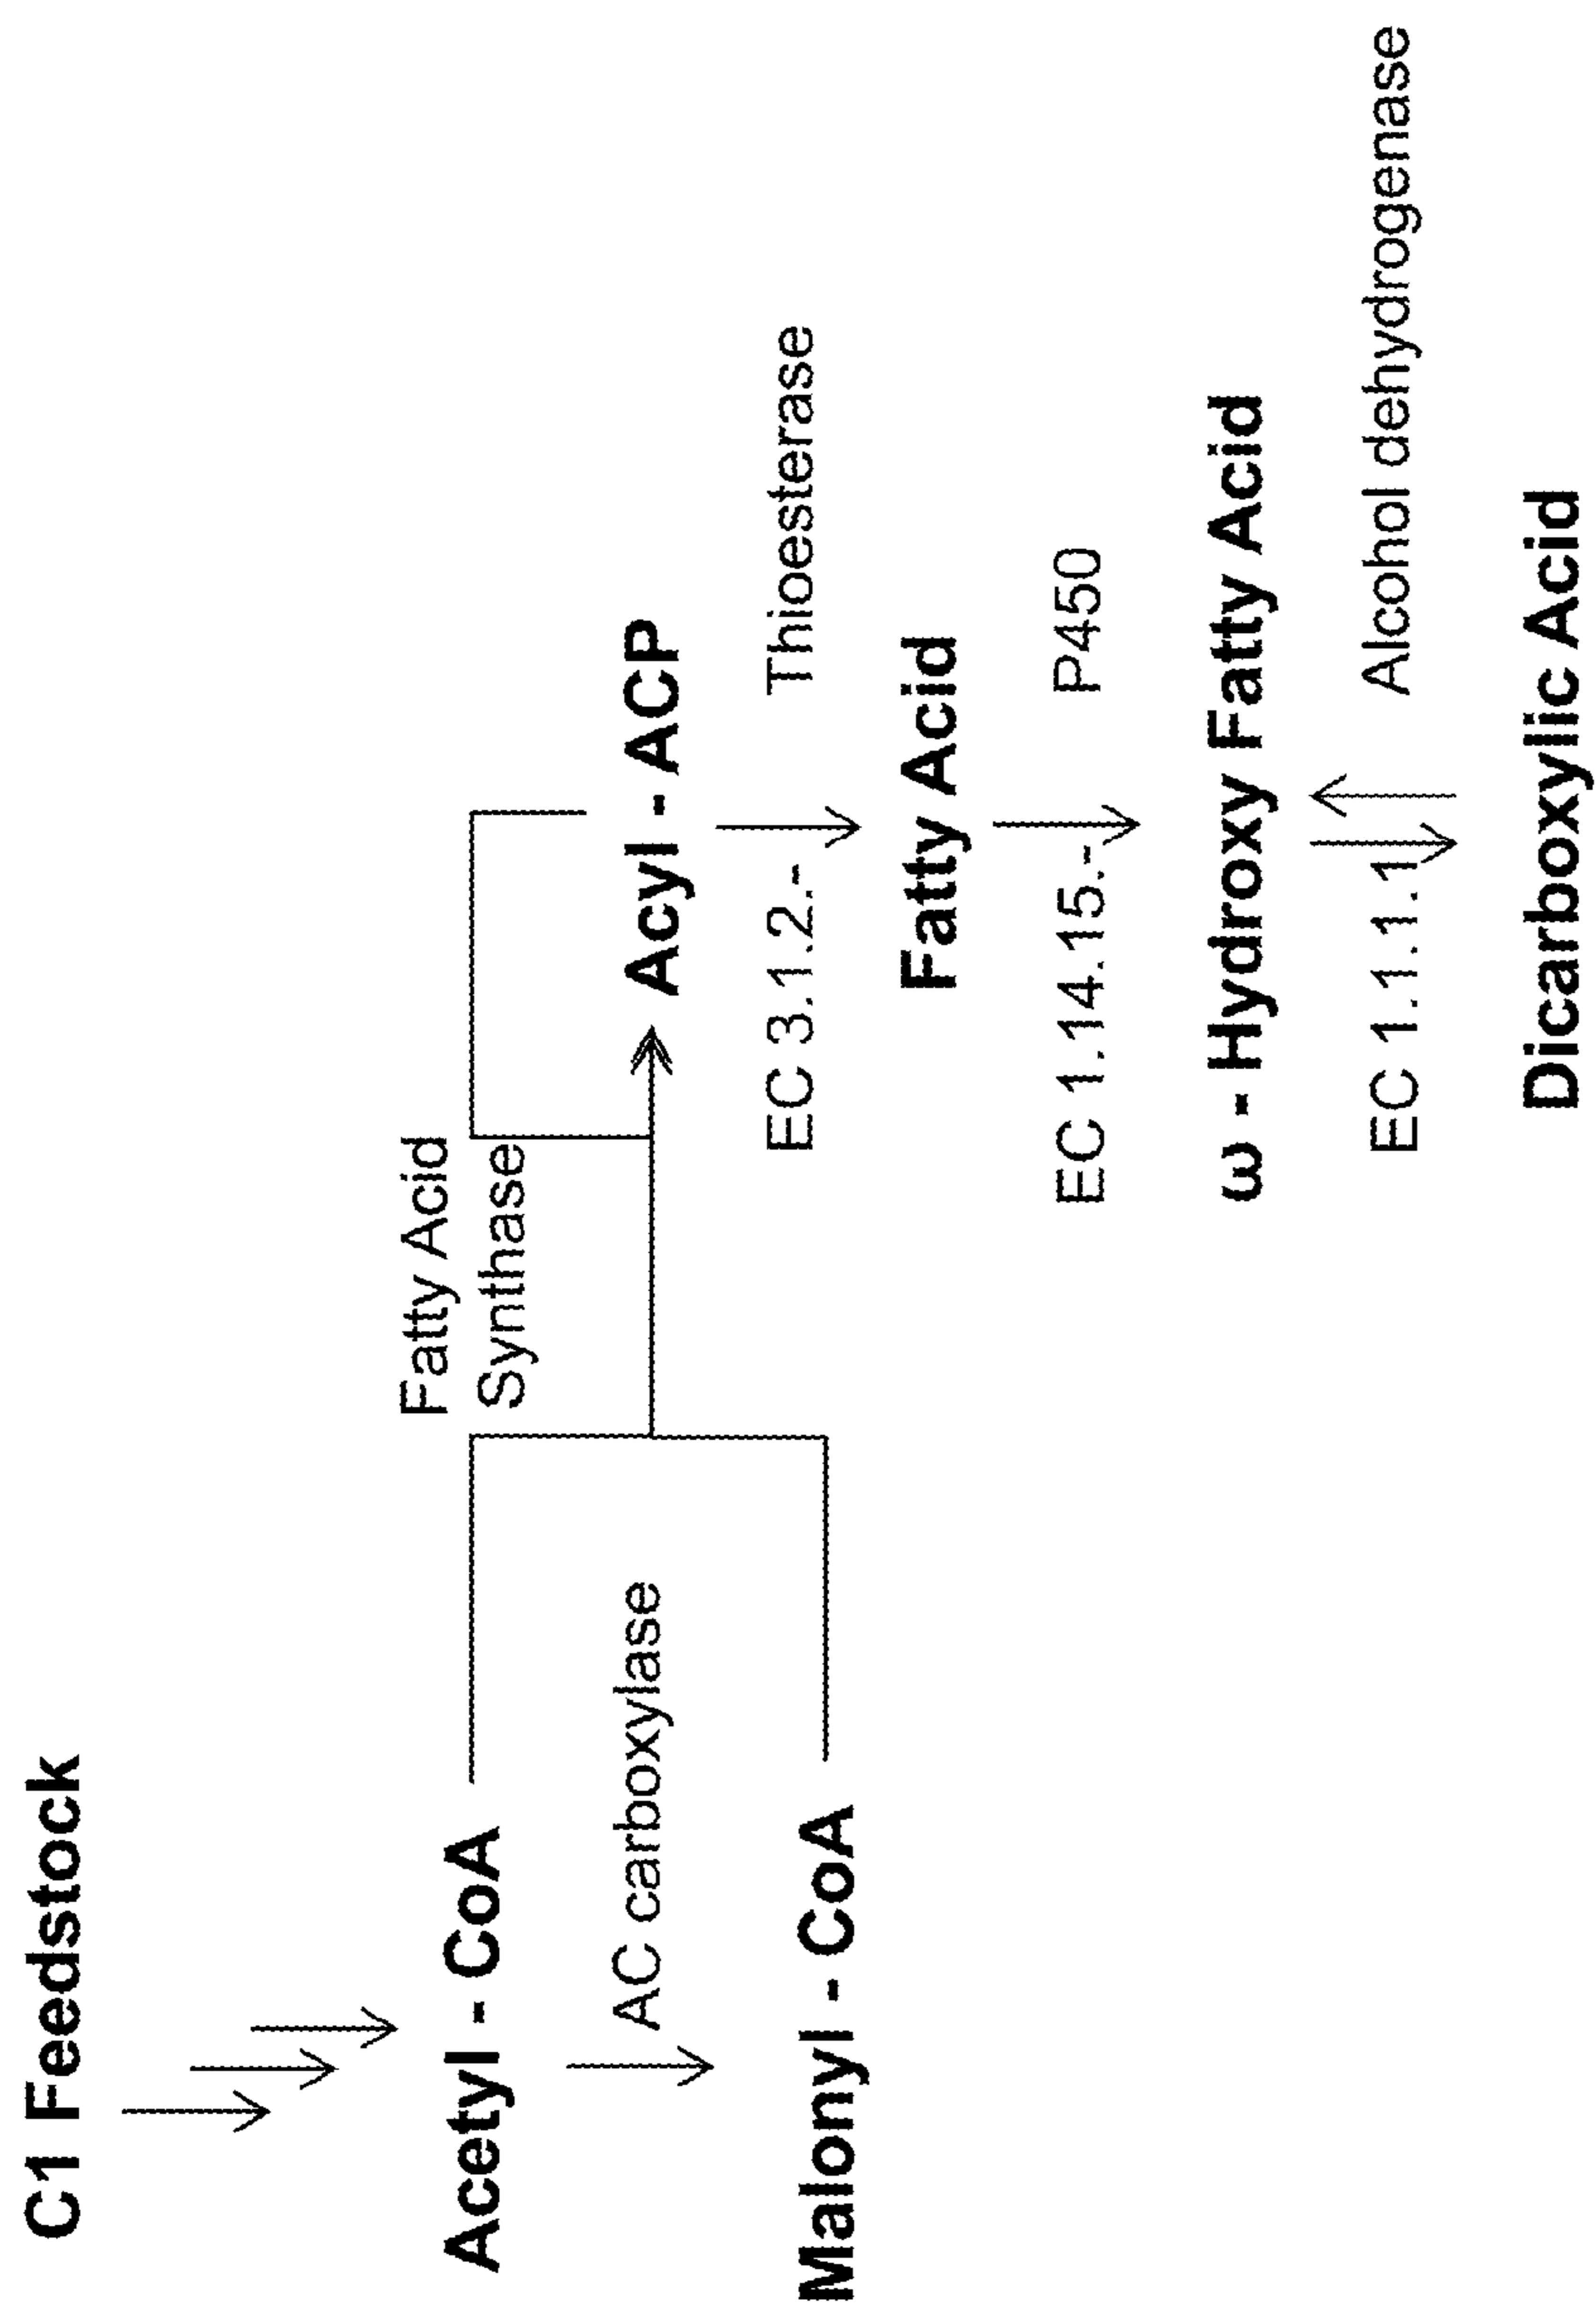 C1 Feedstock
Acetyl - CoA
AC carboxylase
Malonyl - CoA
Fatty Acid
Synthase
Acyl - ACP
EC 3.1.2.-
Thioesterase
Fatty Acid
EC 1.14.15.-
P450
ω - Hydroxy Fatty Acid
EC 1.1.1.1
Alcohol dehydrogenase
Dicarboxylic Acid